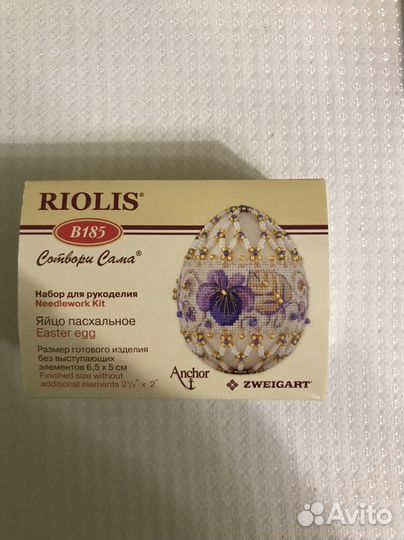 RIOLIS®
B185
Сотвори Сама®
Набор для рукоделия
Needlework Kit
Яйцо пасхальное
Easter egg
Размер готового изделия
без выступающих
элементов 6,5 x 5 см
Finished size without
additional elements 2½" x 2"
Anchor
ZWEIGART®
Avito